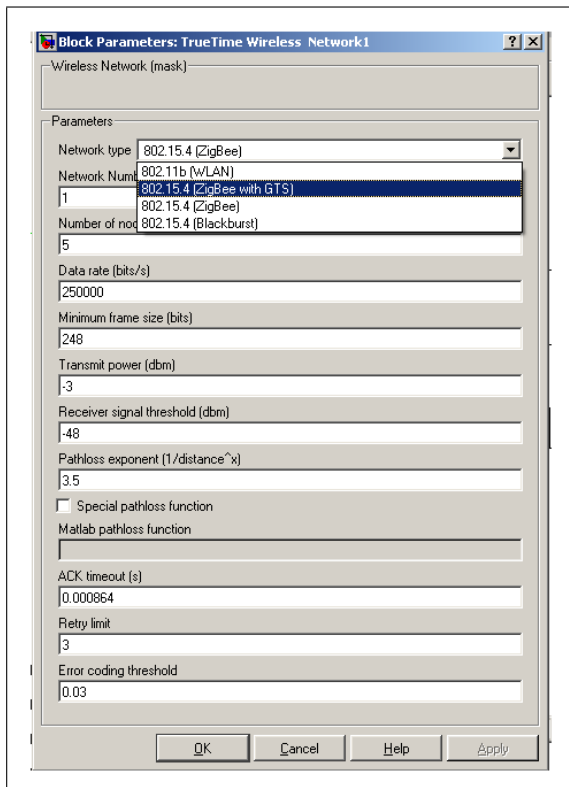 Block Parameters: TrueTime Wireless Network1
Wireless Network (mask)
Parameters
Network type 802.15.4 (ZigBee)
802.11b (WLAN)
802.15.4 (ZigBee with GTS)
802.15.4 (ZigBee)
802.15.4 (Blackburst)
Network Numb
1
Number of nod
5
Data rate (bits/s)
250000
Minimum frame size (bits)
248
Transmit power (dbm)
-3
Receiver signal threshold (dbm)
-48
Pathloss exponent (1/distance^x)
3.5
Special pathloss function
Matlab pathloss function
ACK timeout (s)
0.000864
Retry limit
3
Error coding threshold
0.03
OK Cancel Help Apply